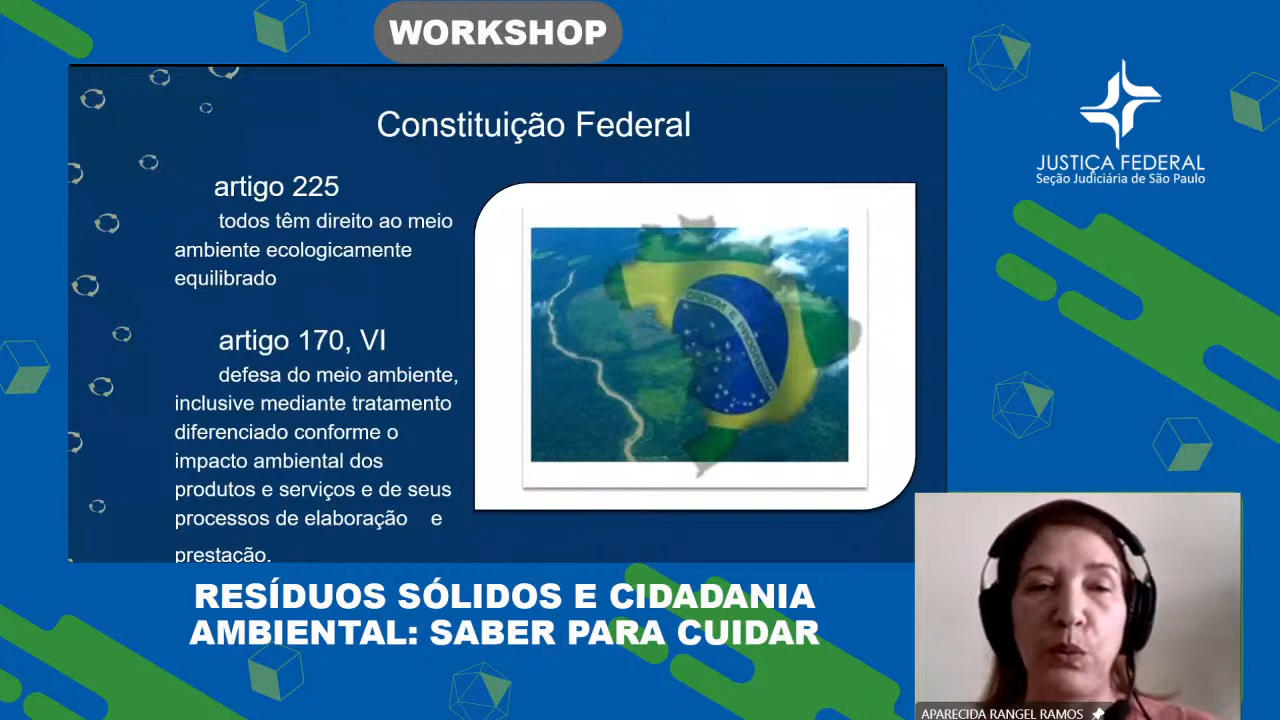 WORKSHOP
Constituição Federal
artigo 225
todos têm direito ao meio
ambiente ecologicamente
equilibrado
artigo 170, VI
defesa do meio ambiente,
inclusive mediante tratamento
diferenciado conforme o
impacto ambiental dos
produtos e serviços e de seus
processos de elaboração e
prestação.
ORDEM E PROGRESSO
JUSTIÇA FEDERAL
Seção Judiciária de São Paulo
RESÍDUOS SÓLIDOS E CIDADANIA
AMBIENTAL: SABER PARA CUIDAR
APARECIDA RANGEL RAMOS